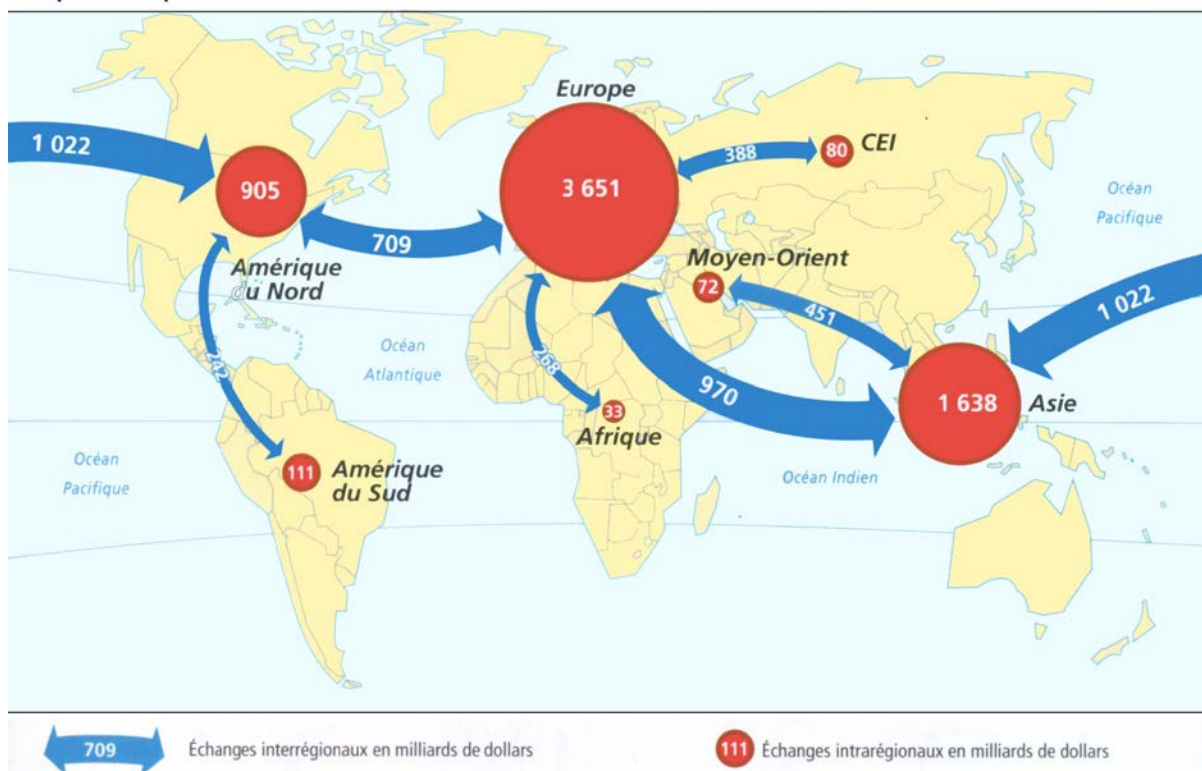 Europe
1 022
905
3 651
388
80
CEI
Océan
Pacifique
709
Amérique
du Nord
Moyen-Orient
72
451
1 022
242
Océan
Atlantique
268
970
33
Afrique
1 638
Asie
Océan
Pacifique
111
Amérique
du Sud
Océan Indien
709
Échanges interrégionaux en milliards de dollars
111
Échanges intrarégionaux en milliards de dollars